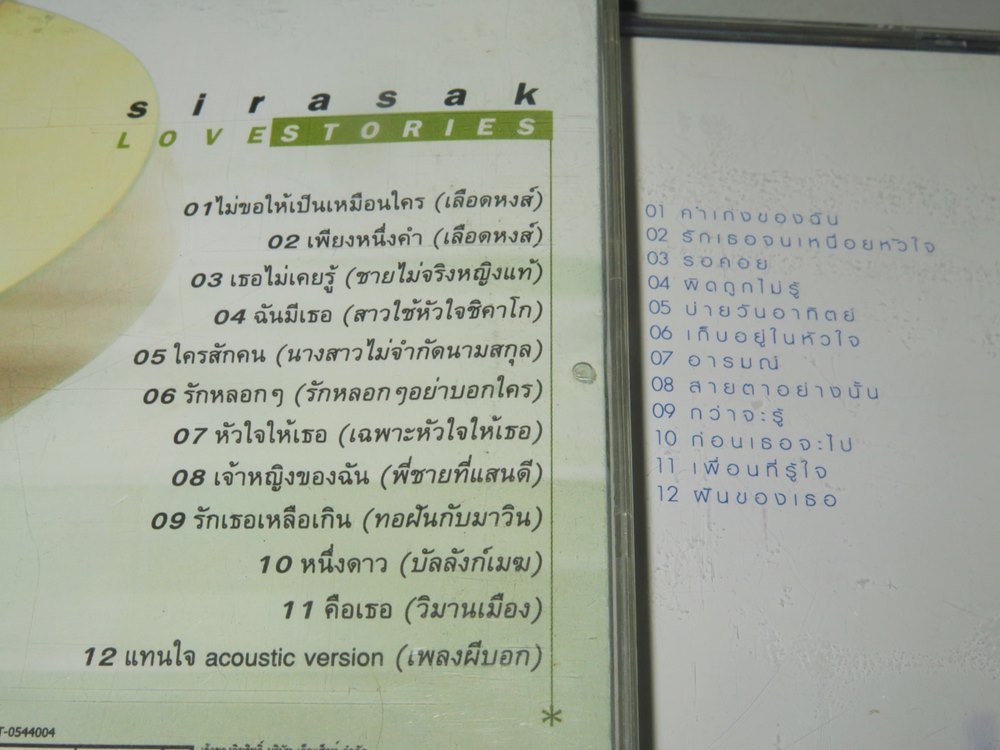 sirasak
LOVESTORIES
01 ไม่ขอให้เป็นเหมือนใคร (เลือดหงส์)
02 เพียงหนึ่งคำ (เลือดหงส์)
03 เธอไม่เคยรู้ (ชายไม่จริงหญิงแท้)
04 ฉันมีเธอ (สาวใช้หัวใจชิคาโก)
05 ใครสักคน (นางสาวไม่จำกัดนามสกุล)
06 รักหลอกๆ (รักหลอกๆอย่าบอกใคร)
07 หัวใจให้เธอ (เฉพาะหัวใจให้เธอ)
08 เจ้าหญิงของฉัน (พี่ชายที่แสนดี)
09 รักเธอเหลือเกิน (ทอฝันกับมาวิน)
10 หนึ่งดาว (บัลลังก์เมฆ)
11 คือเธอ (วิมานเมือง)
12 แทนใจ acoustic version (เพลงผีบอก)
T-0544004
01 ค่าเก่งของฉัน
02 รักเธอจนเหนื่อยหัวใจ
03 รอคอย
04 ผิดถูกไม่รู้
05 บ่ายวันอาทิตย์
06 เก็บอยู่ในหัวใจ
07 อารมณ์
08 สายตาอย่างนั้น
09 กว่าจะรู้
10 ก่อนเธอจะไป
11 เพื่อนที่รู้ใจ
12 ฝันของเธอ